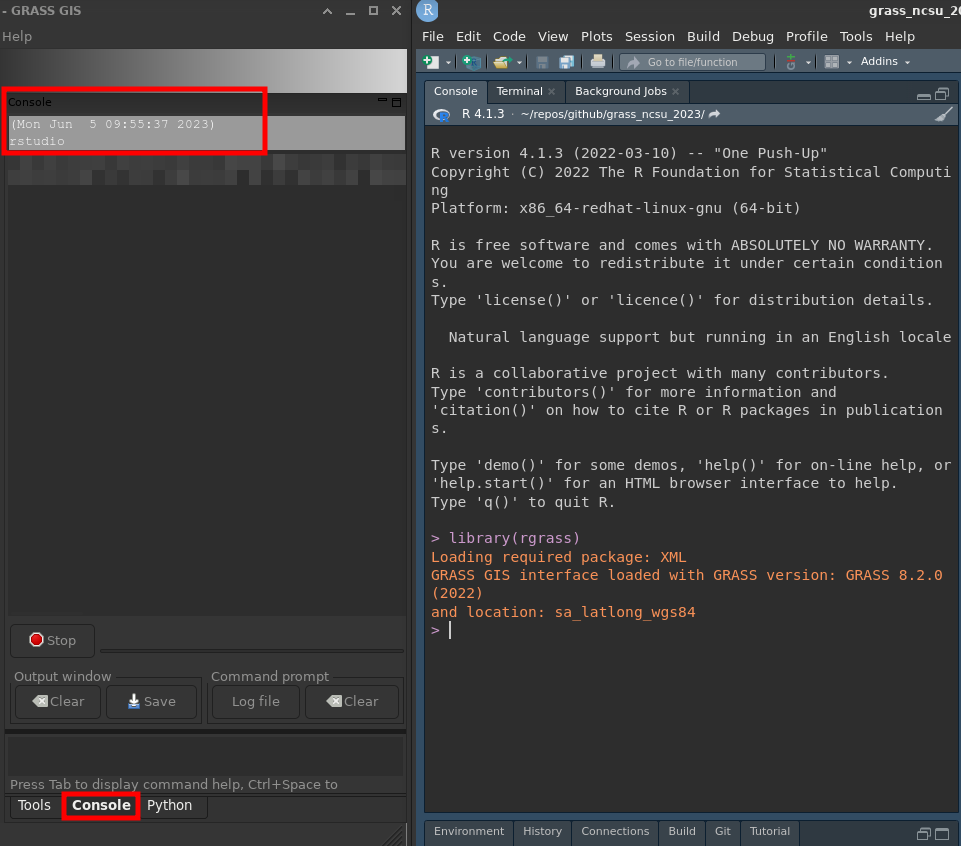 - GRASS GIS
Help
Console
(Mon Jun  5 09:55:37 2023)
rstudio
Stop
Output window
Clear
Save
Command prompt
Log file
Clear
Press Tab to display command help, Ctrl+Space to
Tools
Console
Python
R
File Edit Code View Plots Session Build Debug Profile Tools Help
Go to file/function
Addins
Console
Terminal
Background Jobs
R 4.1.3 · ~/repos/github/grass_ncsu_2023/
R version 4.1.3 (2022-03-10) -- "One Push-Up"
Copyright (C) 2022 The R Foundation for Statistical Computi
ng
Platform: x86_64-redhat-linux-gnu (64-bit)
R is free software and comes with ABSOLUTELY NO WARRANTY.
You are welcome to redistribute it under certain condition
s.
Type 'license()' or 'licence()' for distribution details.
  Natural language support but running in an English locale
R is a collaborative project with many contributors.
Type 'contributors()' for more information and
'citation()' on how to cite R or R packages in publication
s.
Type 'demo()' for some demos, 'help()' for on-line help, or
'help.start()' for an HTML browser interface to help.
Type 'q()' to quit R.
> library(rgrass)
Loading required package: XML
GRASS GIS interface loaded with GRASS version: GRASS 8.2.0
(2022)
and location: sa_latlong_wgs84
>
Environment
History
Connections
Build
Git
Tutorial